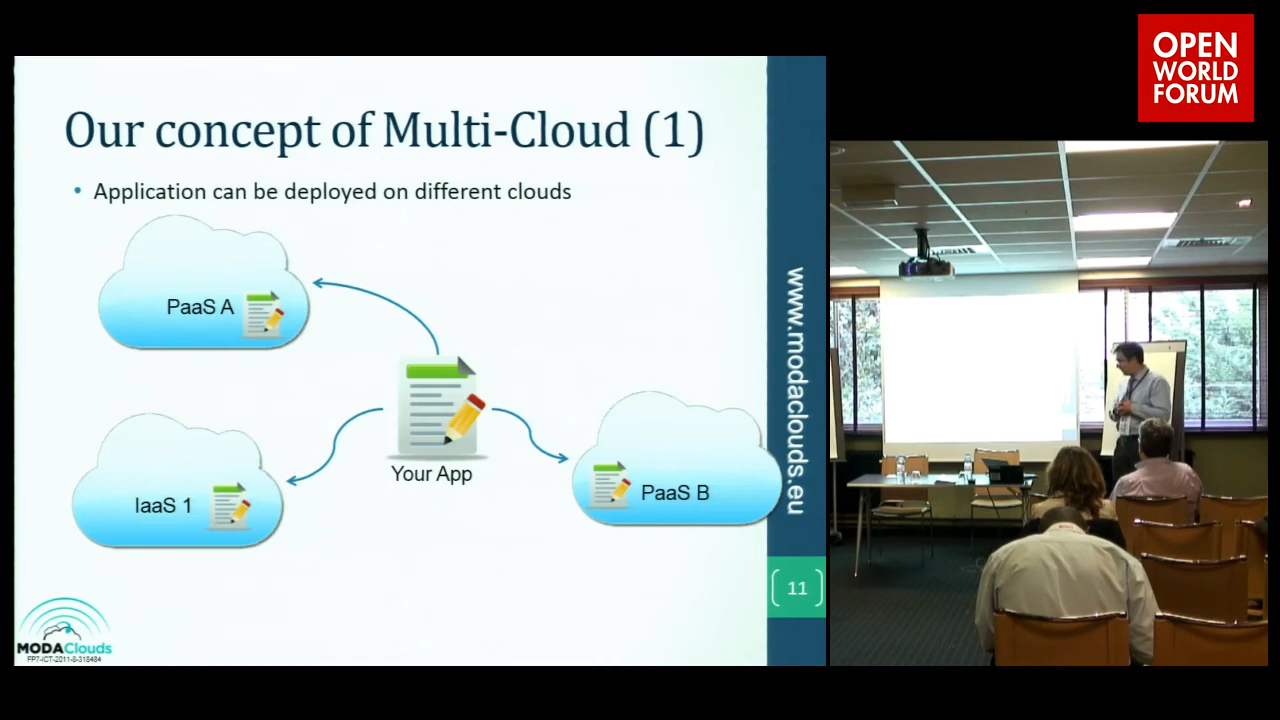 OPEN
WORLD
FORUM
Our concept of Multi-Cloud (1)
• Application can be deployed on different clouds
PaaS A
Your App
IaaS 1
PaaS B
www.modaclouds.eu
11
MODAClouds
FP7-ICT-2011-8-318484